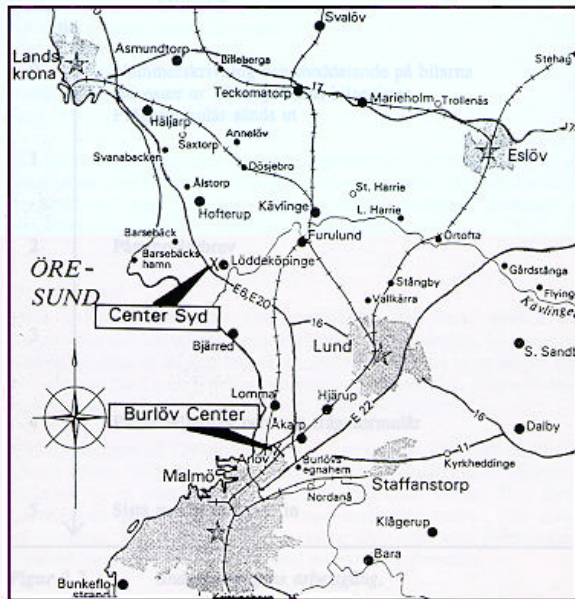 Svalöv
Asmundtorp
Billeberga
Lands-
krona
Stehag
Teckomatorp
17
Marieholm
Trollenäs
17
Häljarp
Saxtorp
Annelöv
Svanabacken
Dösjebro
Eslöv
Ålstorp
St. Harrie
Hofterup
Kävlinge
L. Harrie
Barsebäck
Furulund
Örtofta
Barsebäcks
hamn
Löddeköpinge
ÖRE-
SUND
Gårdstånga
Stångby
Flyinge
E6,E20
Vallkärra
Kävlinge
Center Syd
16
Bjärred
Lund
S. Sandb
Lomma
Hjärup
Burlöv Center
E 22
16
Åkarp
Dalby
Arlöv
11
Burlövs
egnahem
Kyrkheddinge
Malmö
Staffanstorp
Nordanå
Klågerup
Bara
Bunkeflo
strand